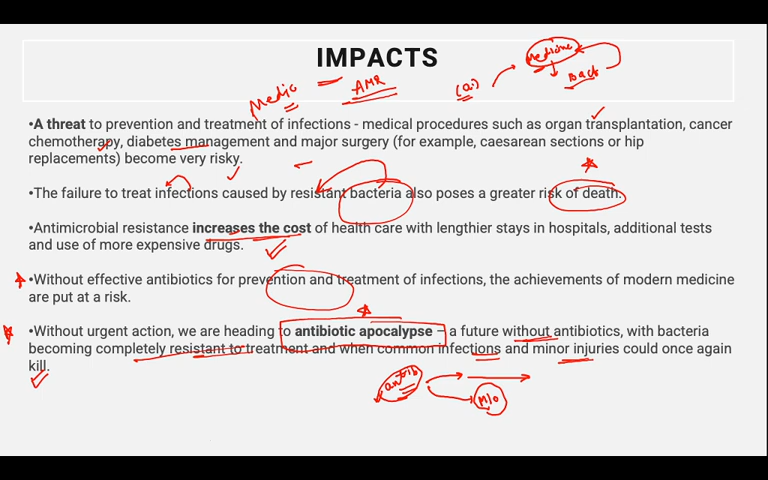 IMPACTS
Medicine
Bact
(Q.)
Medic
AMR
•A threat to prevention and treatment of infections - medical procedures such as organ transplantation, cancer
chemotherapy, diabetes management and major surgery (for example, caesarean sections or hip
replacements) become very risky.
•The failure to treat infections caused by resistant bacteria also poses a greater risk of death.
•Antimicrobial resistance increases the cost of health care with lengthier stays in hospitals, additional tests
and use of more expensive drugs.
•Without effective antibiotics for prevention and treatment of infections, the achievements of modern medicine
are put at a risk.
•Without urgent action, we are heading to antibiotic apocalypse – a future without antibiotics, with bacteria
becoming completely resistant to treatment and when common infections and minor injuries could once again
kill.
antib
M/o